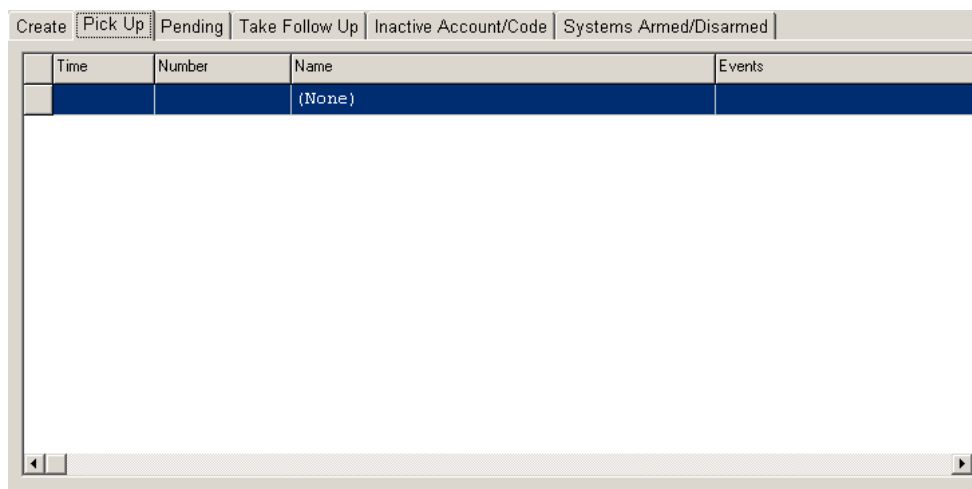 Create Pick Up Pending Take Follow Up Inactive Account/Code Systems Armed/Disarmed
Time Number Name Events
(None)